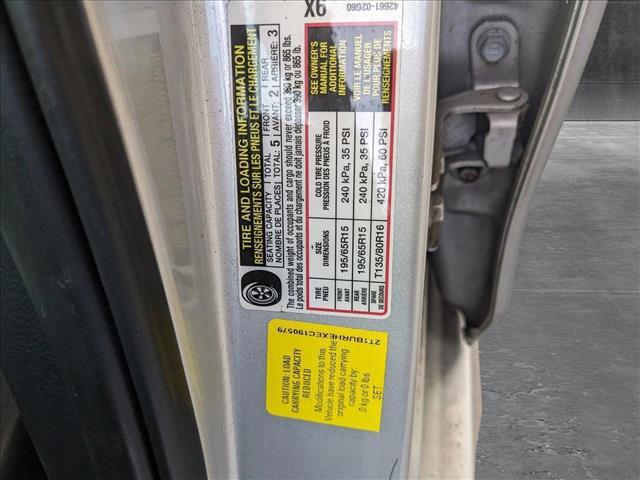 42661-02G60
X9
TIRE AND LOADING INFORMATION
RENSEIGNEMENTS SUR LES PNEUS ET LE CHARGEMENT
SEATING CAPACITY | TOTAL | FRONT | REAR
NOMBRE DE PLACES | TOTAL: 5 | AVANT: 2 | ARRIÈRE: 3
The combined weight of occupants and cargo should never exceed 390 kg or 865 lbs.
Le poids total des occupants et du chargement ne doit jamais dépasser 390 kg ou 865 lb.
TIRE PNEU | SIZE DIMENSIONS | COLD TIRE PRESSURE PRESSION DES PNEUS À FROID
FRONT AVANT | 195/65R15 | 240 kPa, 35 PSI
REAR ARRIÈRE | 195/65R15 | 240 kPa, 35 PSI
SPARE DE SECOURS | T135/80R16 | 420 kPa, 60 PSI
SEE OWNER'S
MANUAL FOR
ADDITIONAL
INFORMATION
VOIR LE MANUEL
DE L'USAGER
POUR PLUS DE
RENSEIGNEMENTS
2T1BURHEXEC190579
CAUTION: LOAD
CARRYING CAPACITY
REDUCED
Modifications to this
Vehicle have reduced the
original load carrying
capacity by:
0 kg or 0 lbs
SET